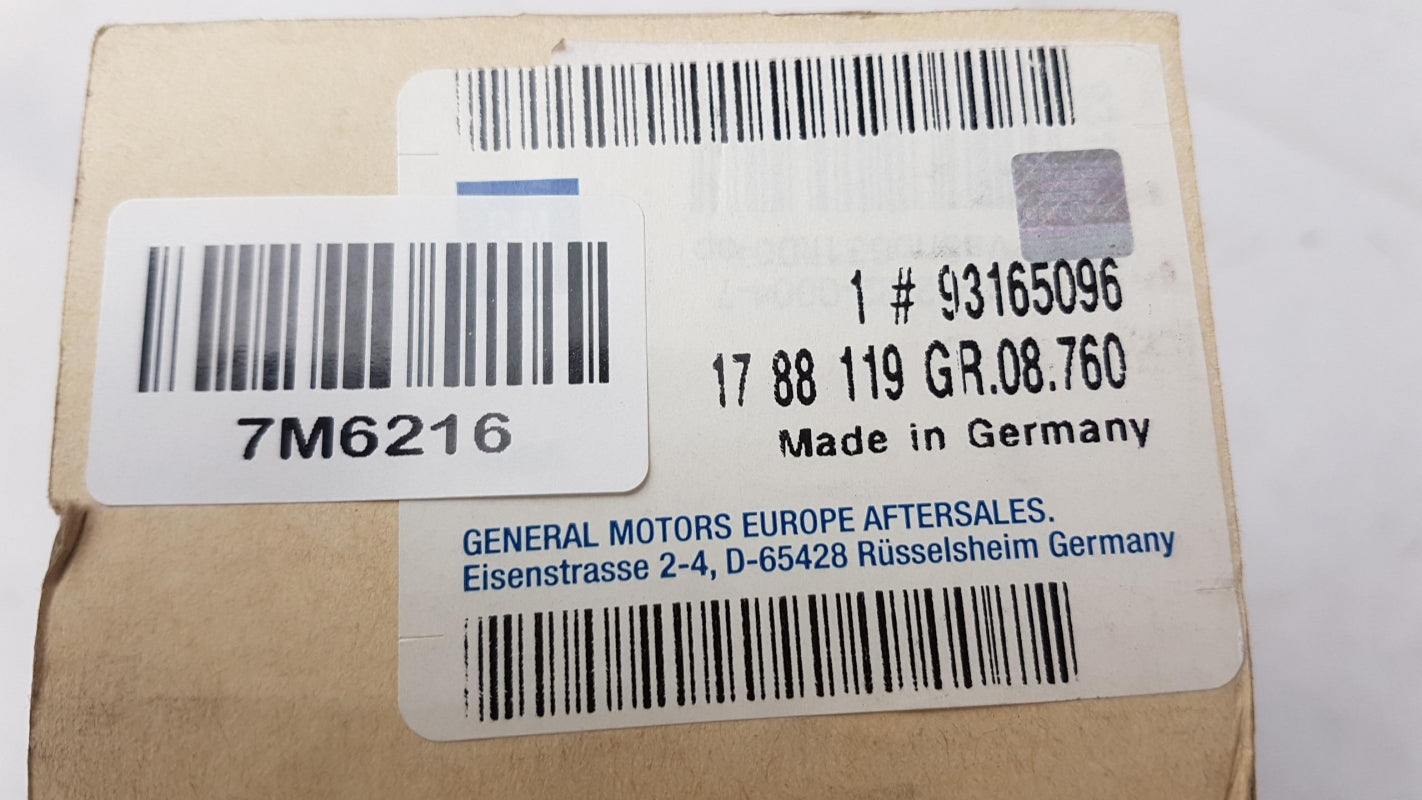 7M6216
1 # 93165096
17 88 119 GR.08.760
Made in Germany
GENERAL MOTORS EUROPE AFTERSALES.
Eisenstrasse 2-4, D-65428 Rüsselsheim Germany